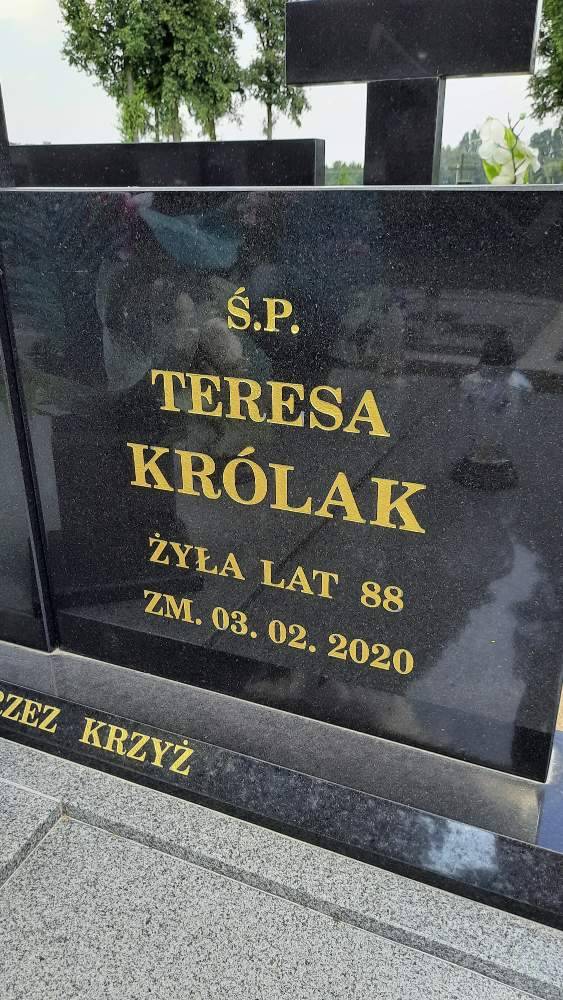 Ś.P.
TERESA
KRÓLAK
ŻYŁA LAT 88
ZM. 03. 02. 2020
KRZYŻ